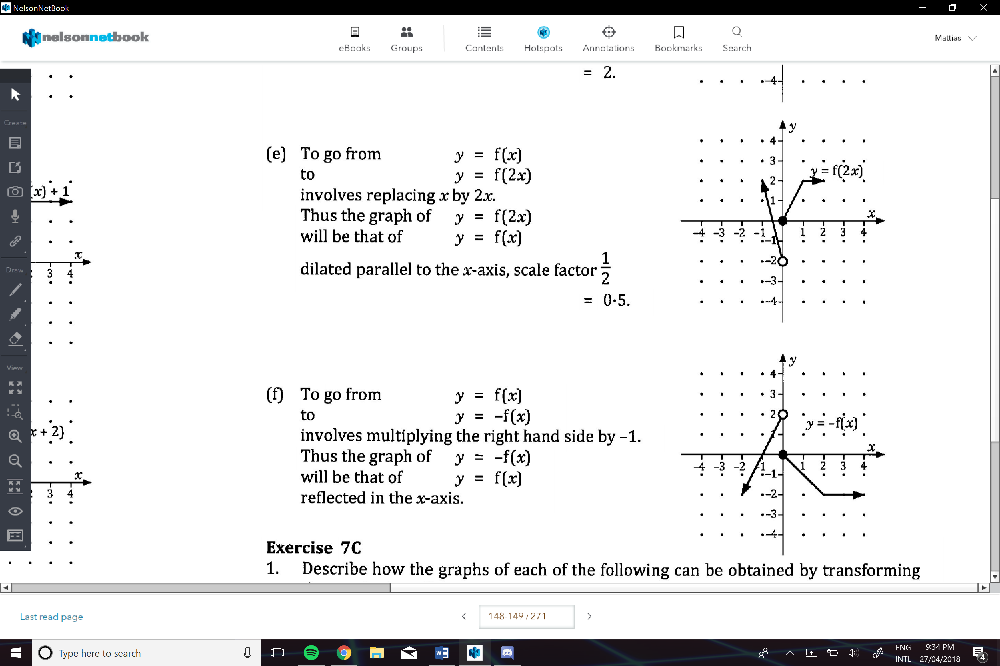 NelsonNetBook
nelsonnetbook
eBooks
Groups
Contents
Hotspots
Annotations
Bookmarks
Search
Mattias
Create
Draw
View
(x) + 1
x
3 4
x + 2)
x
3 4
= 2.
-4
(e) To go from y = f(x)
to y = f(2x)
involves replacing x by 2x.
Thus the graph of y = f(2x)
will be that of y = f(x)
dilated parallel to the x-axis, scale factor 1/2
= 0·5.
y
4
3
y = f(2x)
2
1
x
-4 -3 -2 -1 1 2 3 4
-1
-2
-3
-4
(f) To go from y = f(x)
to y = -f(x)
involves multiplying the right hand side by -1.
Thus the graph of y = -f(x)
will be that of y = f(x)
reflected in the x-axis.
y
4
3
2
y = -f(x)
1
x
-4 -3 -2 -1 1 2 3 4
-1
-2
-3
-4
Exercise 7C
1. Describe how the graphs of each of the following can be obtained by transforming
Last read page
148-149 / 271
Type here to search
ENG
INTL
9:34 PM
27/04/2018
4